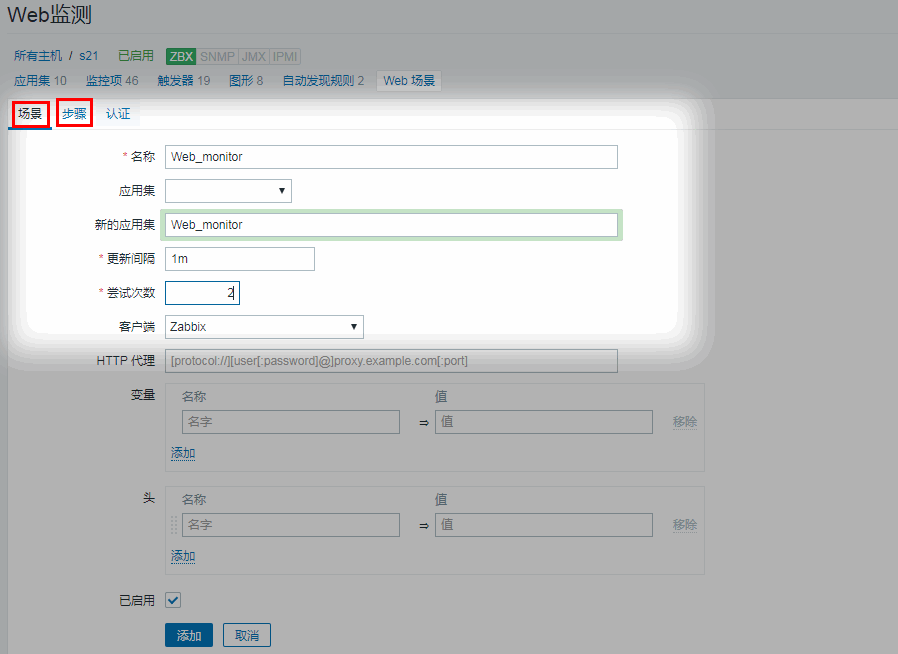 Web监测
所有主机 / s21 已启用 ZBX SNMP JMX IPMI
应用集 10 监控项 46 触发器 19 图形 8 自动发现规则 2 Web 场景
场景 步骤 认证
* 名称 Web_monitor
应用集
新的应用集 Web_monitor
* 更新间隔 1m
* 尝试次数 2
客户端 Zabbix
HTTP 代理 [protocol://][user[:password]@]proxy.example.com[:port]
变量 名称 值
名字 ⇒ 值 移除
添加
头 名称 值
名字 ⇒ 值 移除
添加
已启用
添加 取消